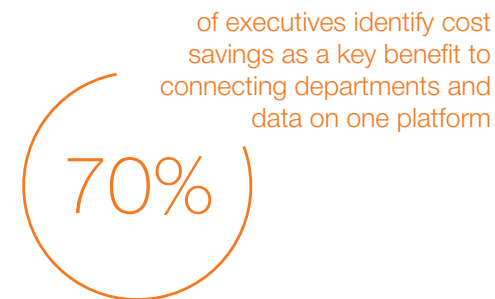 70%
of executives identify cost
savings as a key benefit to
connecting departments and
data on one platform